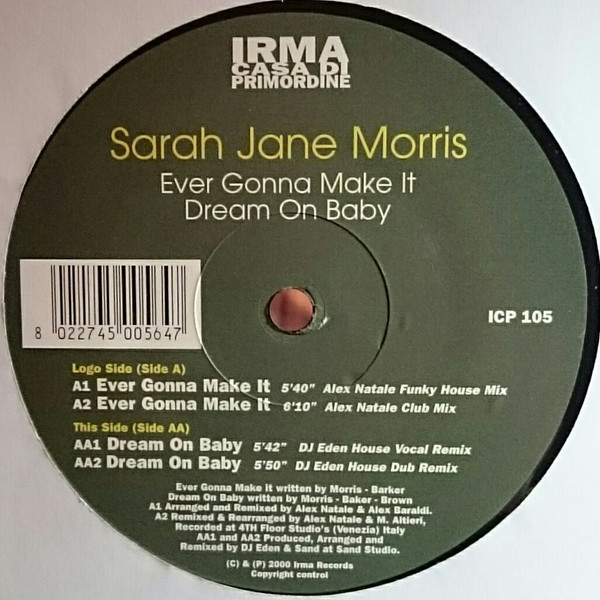 IRMA
CASA DI
PRIMORDINE
Sarah Jane Morris
Ever Gonna Make It
Dream On Baby
8 022745 005647
ICP 105
Logo Side (Side A)
A1 Ever Gonna Make It 5'40" Alex Natale Funky House Mix
A2 Ever Gonna Make It 6'10" Alex Natale Club Mix
This Side (Side AA)
AA1 Dream On Baby 5'42" DJ Eden House Vocal Remix
AA2 Dream On Baby 5'50" DJ Eden House Dub Remix
Ever Gonna Make it written by Morris - Barker
Dream On Baby written by Morris - Baker - Brown
A1 Arranged and Remixed by Alex Natale & Alex Baraldi.
A2 Remixed & Rearranged by Alex Natale & M. Altieri,
Recorded at 4TH Floor Studio's (Venezia) Italy
AA1 and AA2 Produced, Arranged and
Remixed by DJ Eden & Sand at Sand Studio.
(C) & (P) 2000 Irma Records
Copyright control